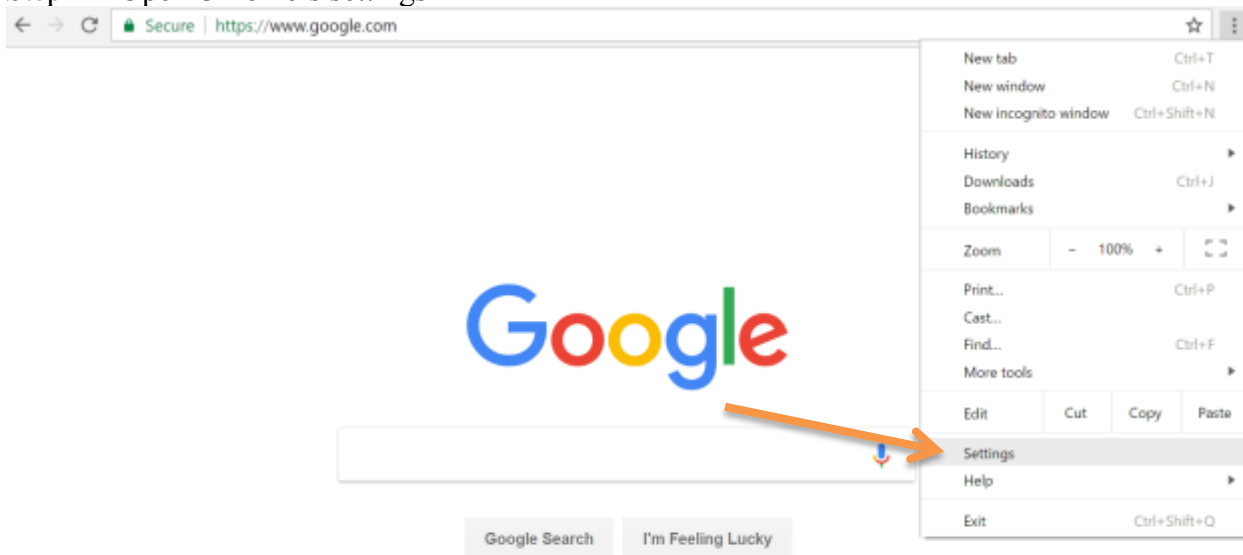 Secure | https://www.google.com
New tab Ctrl+T
New window Ctrl+N
New incognito window Ctrl+Shift+N
History
Downloads Ctrl+J
Bookmarks
Zoom - 100% +
Print... Ctrl+P
Cast...
Find... Ctrl+F
More tools
Edit Cut Copy Paste
Settings
Help
Exit Ctrl+Shift+Q
Google
Google Search I'm Feeling Lucky